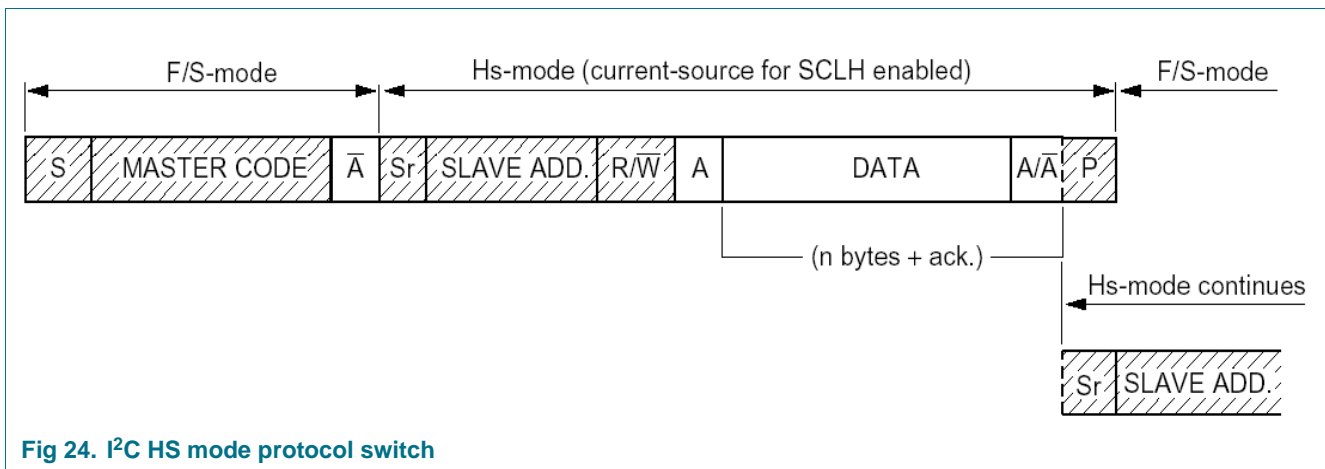 F/S-mode
Hs-mode (current-source for SCLH enabled)
F/S-mode
S MASTER CODE A̅ Sr SLAVE ADD. R/W̅ A DATA A/A̅ P
(n bytes + ack.)
Hs-mode continues
Sr SLAVE ADD.
Fig 24. I²C HS mode protocol switch